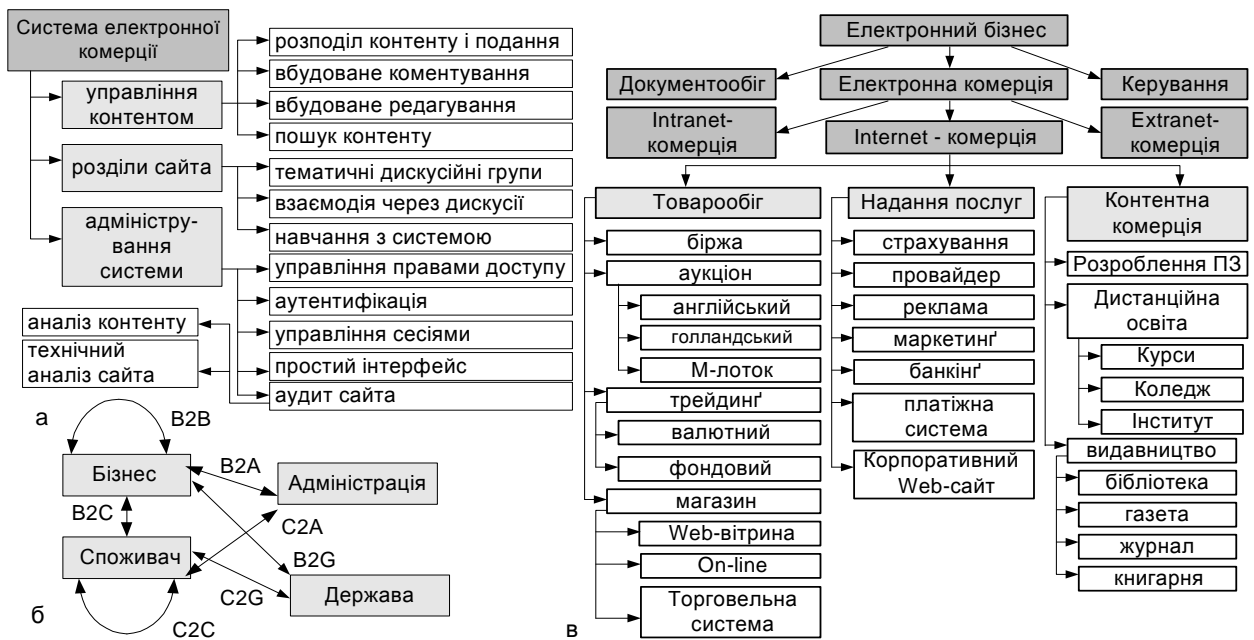 Система електронної
комерції
управління
контентом
розділи сайта
адміністру-
вання
системи
розподіл контенту і подання
вбудоване коментування
вбудоване редагування
пошук контенту
тематичні дискусійні групи
взаємодія через дискусії
навчання з системою
управління правами доступу
аутентифікація
управління сесіями
простий інтерфейс
аудит сайта
аналіз контенту
технічний
аналіз сайта
а
B2B
Бізнес
B2A
Адміністрація
B2C
C2A
Споживач
B2G
C2G
Держава
б
C2C
Електронний бізнес
Документообіг
Електронна комерція
Керування
Intranet-
комерція
Internet - комерція
Extranet-
комерція
Товарообіг
біржа
аукціон
англійський
голландський
М-лоток
трейдинґ
валютний
фондовий
магазин
Web-вітрина
On-line
Торговельна
система
Надання послуг
страхування
провайдер
реклама
маркетинґ
банкінґ
платіжна
система
Корпоративний
Web-сайт
Контентна
комерція
Розроблення ПЗ
Дистанційна
освіта
Курси
Коледж
Інститут
видавництво
бібліотека
газета
журнал
книгарня
в